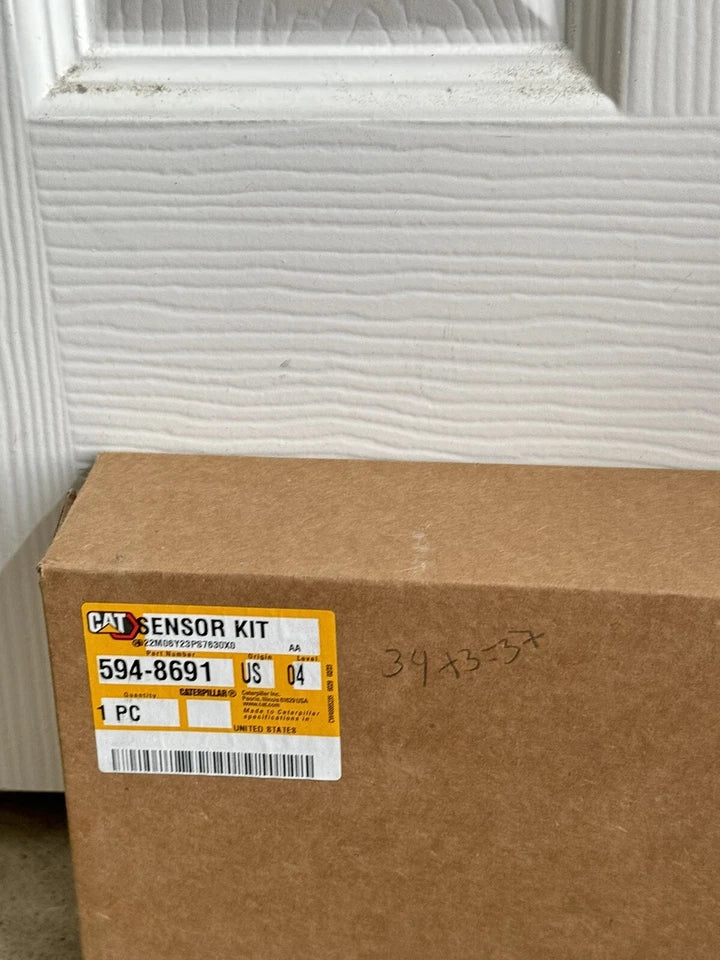 CAT SENSOR KIT
22M06Y23PS7630X0 AA
Part Number Origin Level
594-8691 US 04
Quantity CATERPILLAR® Caterpillar Inc.
Peoria, Illinois 61629 USA
www.cat.com
1 PC Made to Caterpillar
specifications in:
UNITED STATES
34+3=37